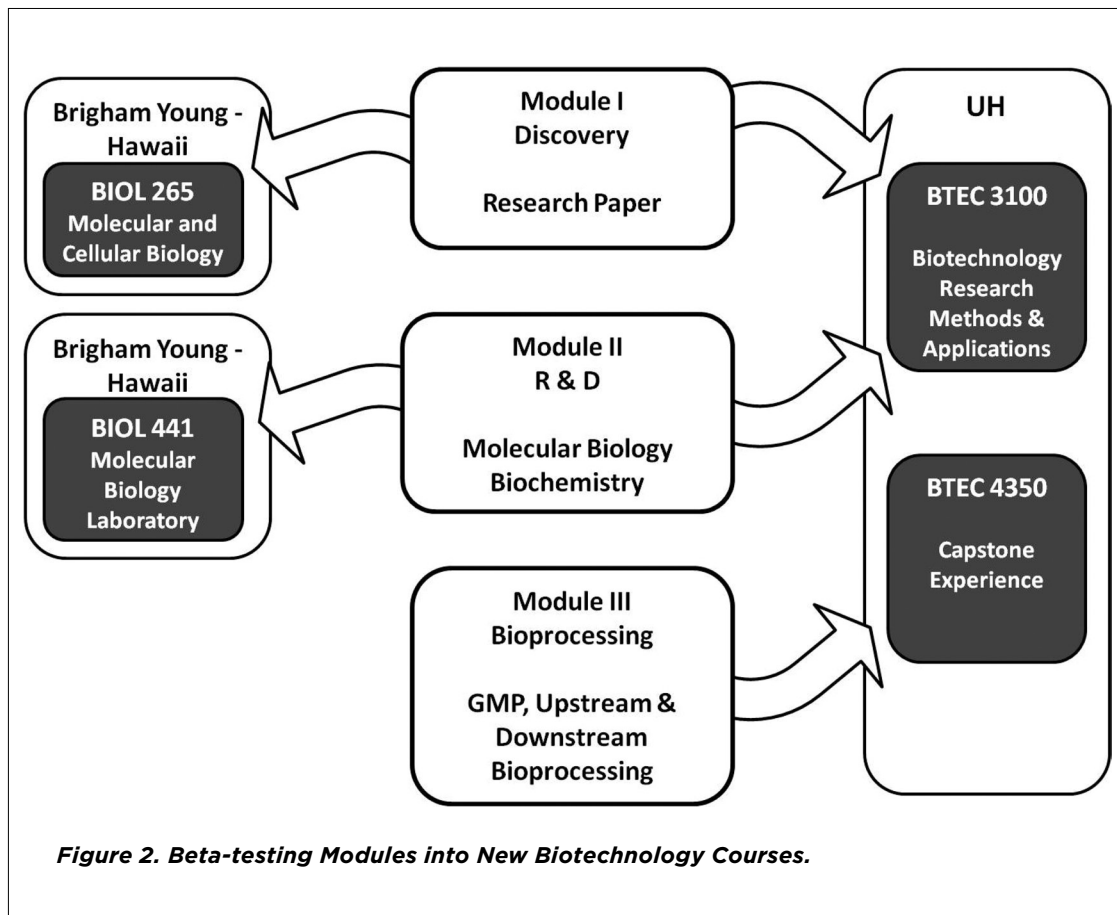 Brigham Young -
Hawaii
BIOL 265
Molecular and
Cellular Biology
Module I
Discovery
Research Paper
UH
BTEC 3100
Biotechnology
Research
Methods &
Applications
Brigham Young -
Hawaii
BIOL 441
Molecular
Biology
Laboratory
Module II
R & D
Molecular Biology
Biochemistry
BTEC 4350
Capstone
Experience
Module III
Bioprocessing
GMP, Upstream &
Downstream
Bioprocessing
Figure 2. Beta-testing Modules into New Biotechnology Courses.